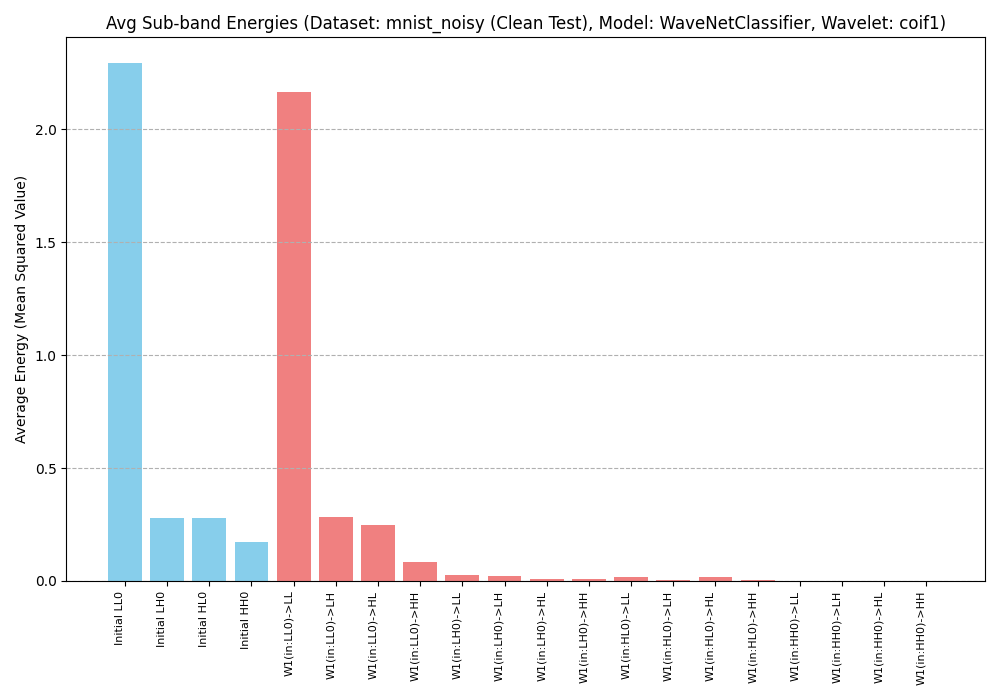 Avg Sub-band Energies (Dataset: mnist_noisy (Clean Test), Model: WaveNetClassifier, Wavelet: coif1)
Average Energy (Mean Squared Value)
2.0
1.5
1.0
0.5
0.0
Initial LL0
Initial LH0
Initial HL0
Initial HH0
W1(in:LL0)->LL
W1(in:LL0)->LH
W1(in:LL0)->HL
W1(in:LL0)->HH
W1(in:LH0)->LL
W1(in:LH0)->LH
W1(in:LH0)->HL
W1(in:LH0)->HH
W1(in:HL0)->LL
W1(in:HL0)->LH
W1(in:HL0)->HL
W1(in:HL0)->HH
W1(in:HH0)->LL
W1(in:HH0)->LH
W1(in:HH0)->HL
W1(in:HH0)->HH